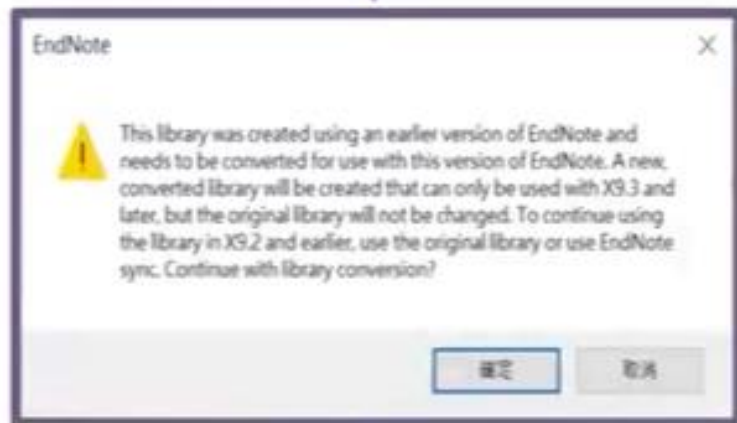 EndNote
This library was created using an earlier version of EndNote and
needs to be converted for use with this version of EndNote. A new,
converted library will be created that can only be used with X9.3 and
later, but the original library will not be changed. To continue using
the library in X9.2 and earlier, use the original library or use EndNote
sync. Continue with library conversion?
確定
取消